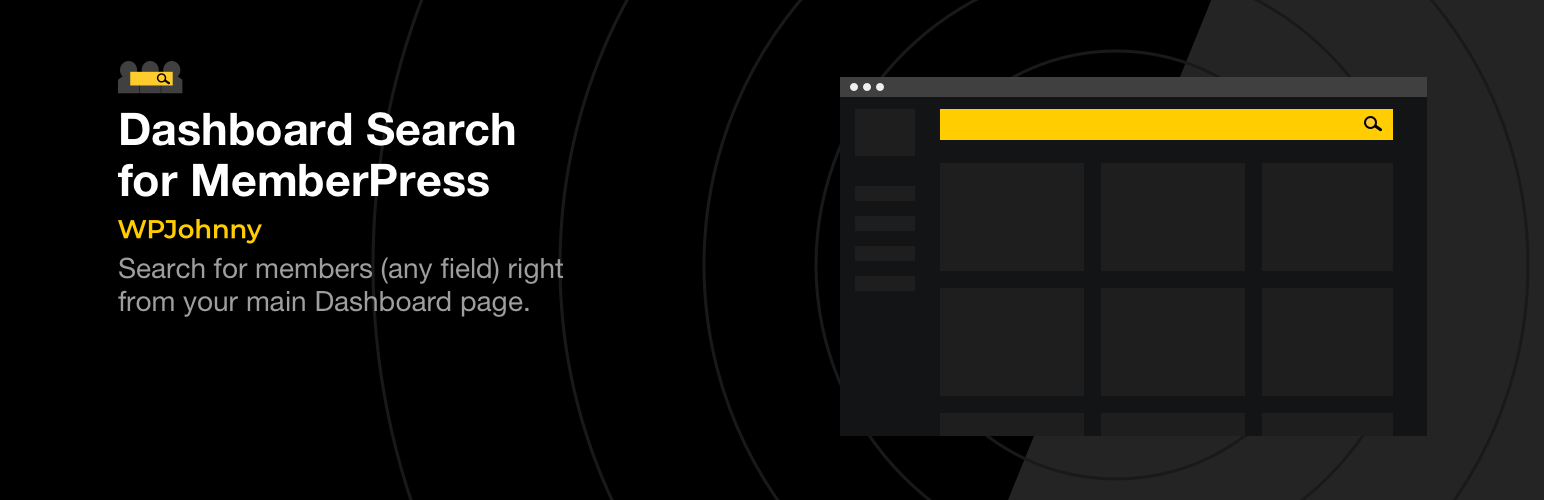 Dashboard Search
for MemberPress
WPJohnny
Search for members (any field) right
from your main Dashboard page.